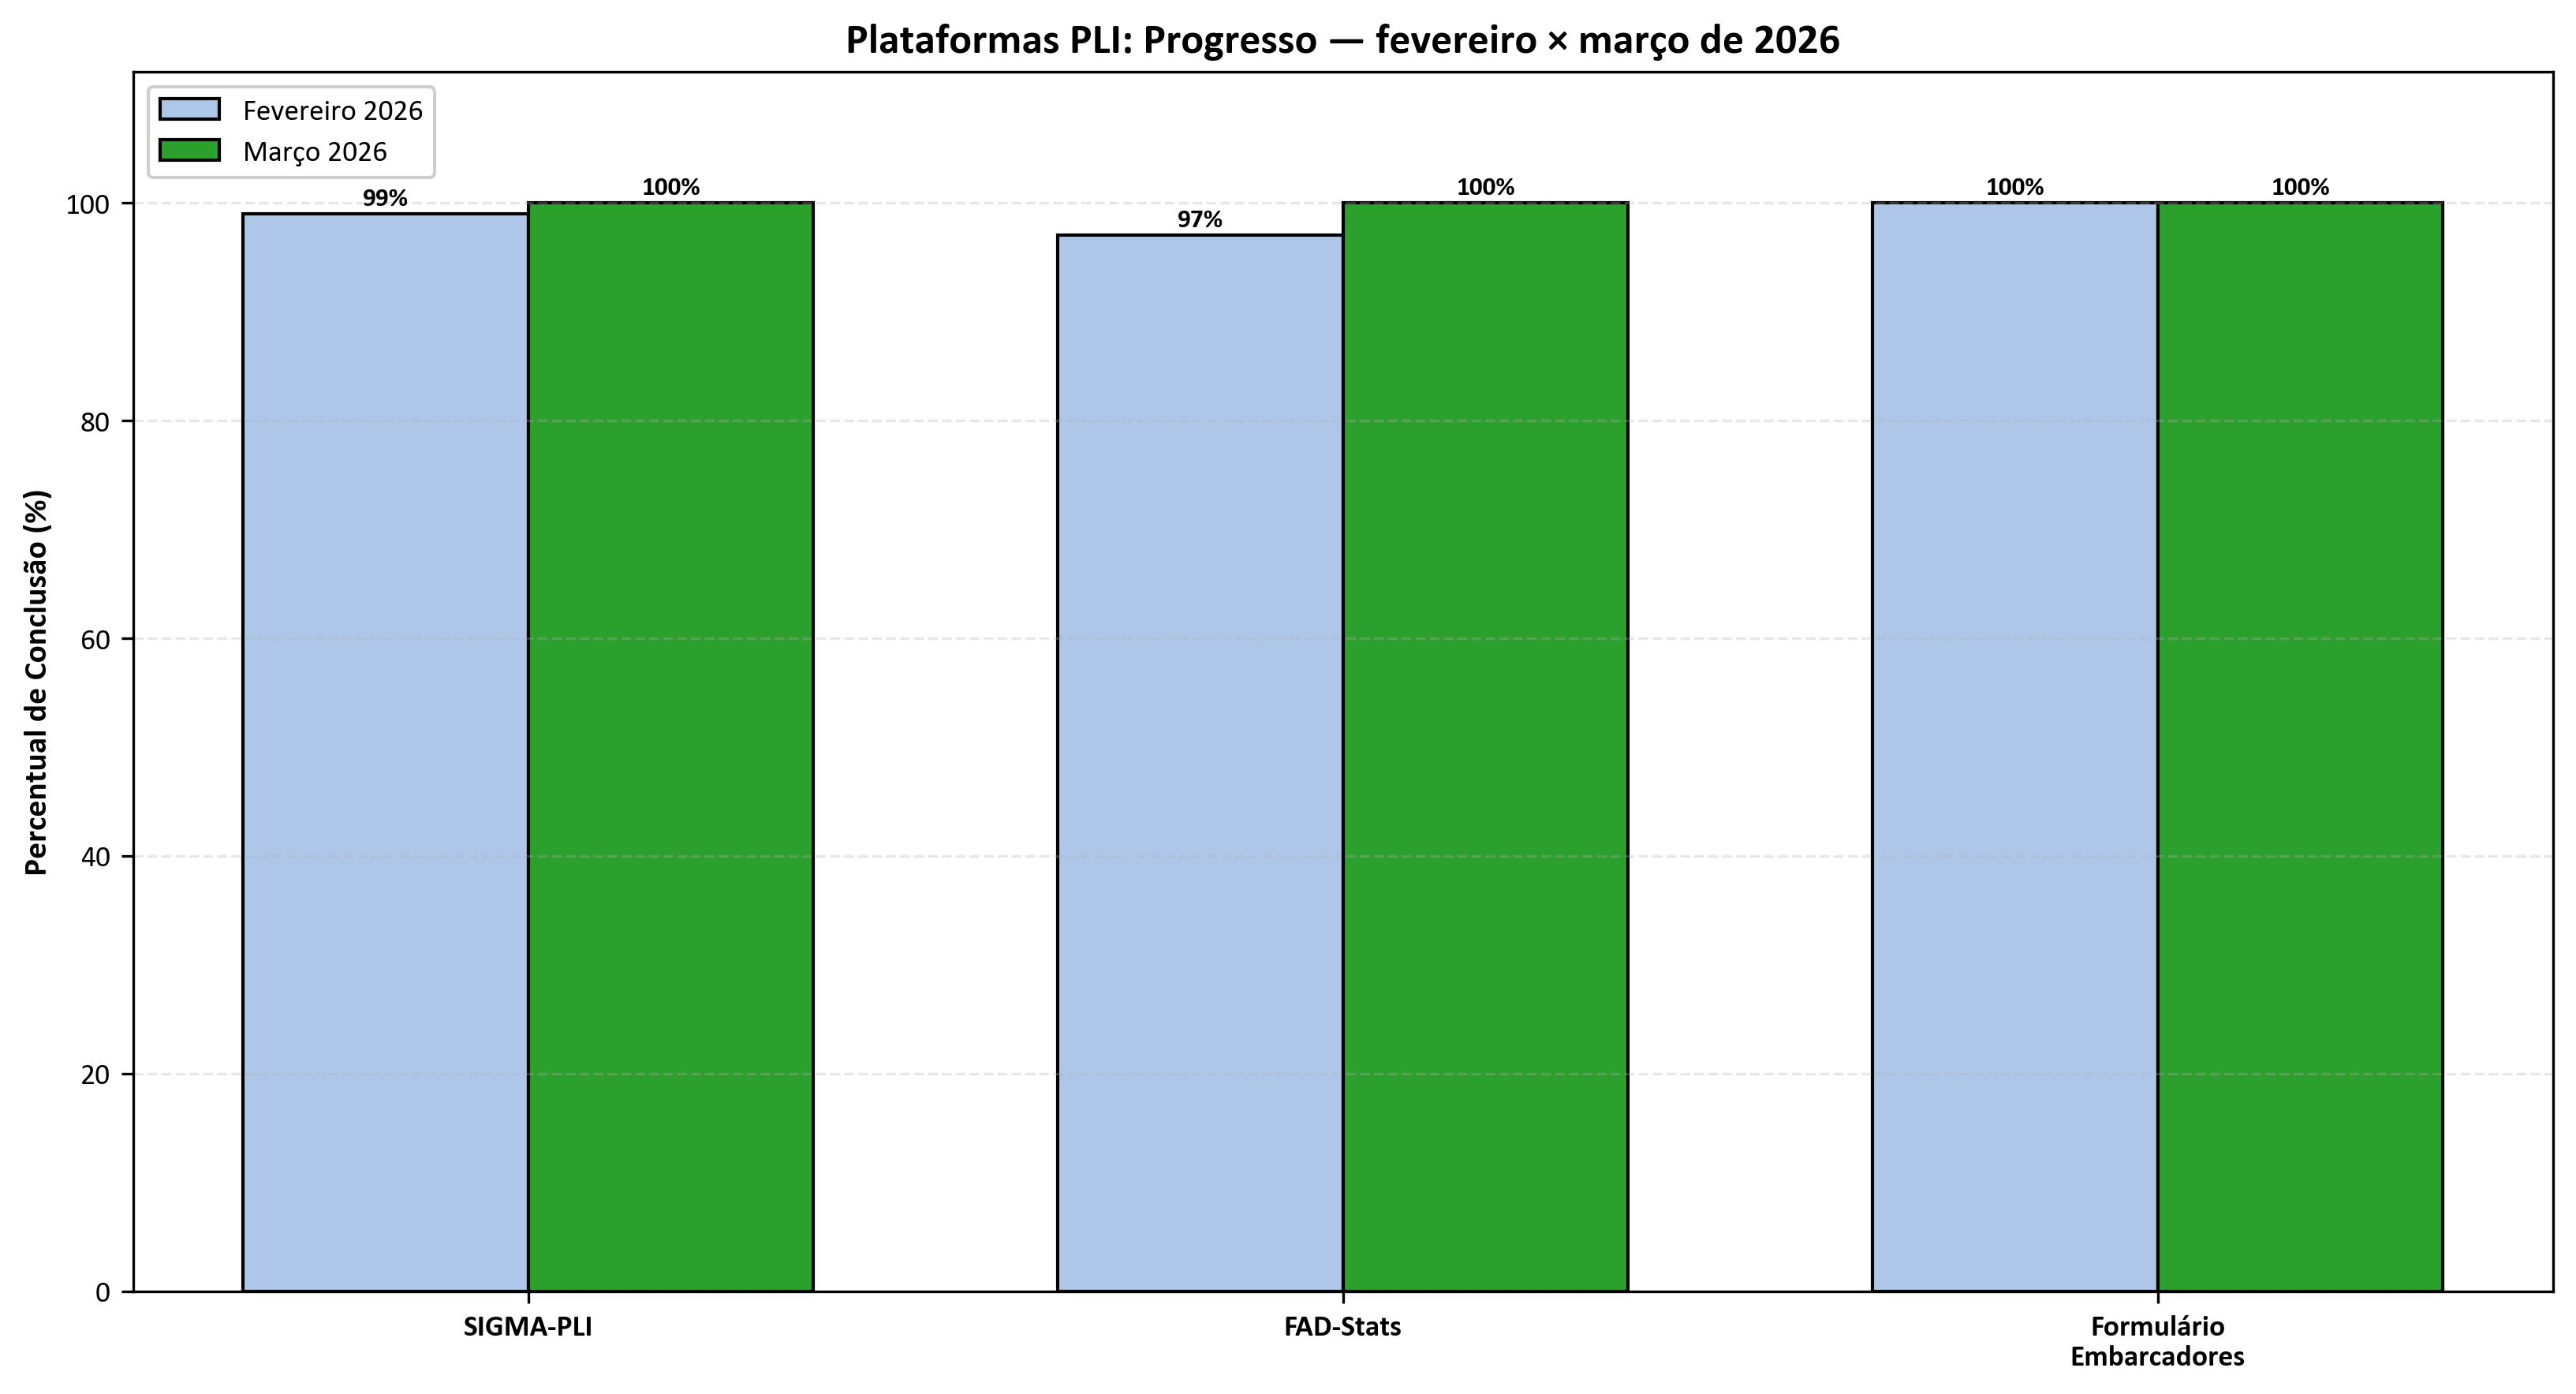 Plataformas PLI: Progresso — fevereiro × março de 2026
Fevereiro 2026
Março 2026
99%
100%
97%
100%
100%
100%
Percentual de Conclusão (%)
100
80
60
40
20
0
SIGMA-PLI
FAD-Stats
Formulário
Embarcadores